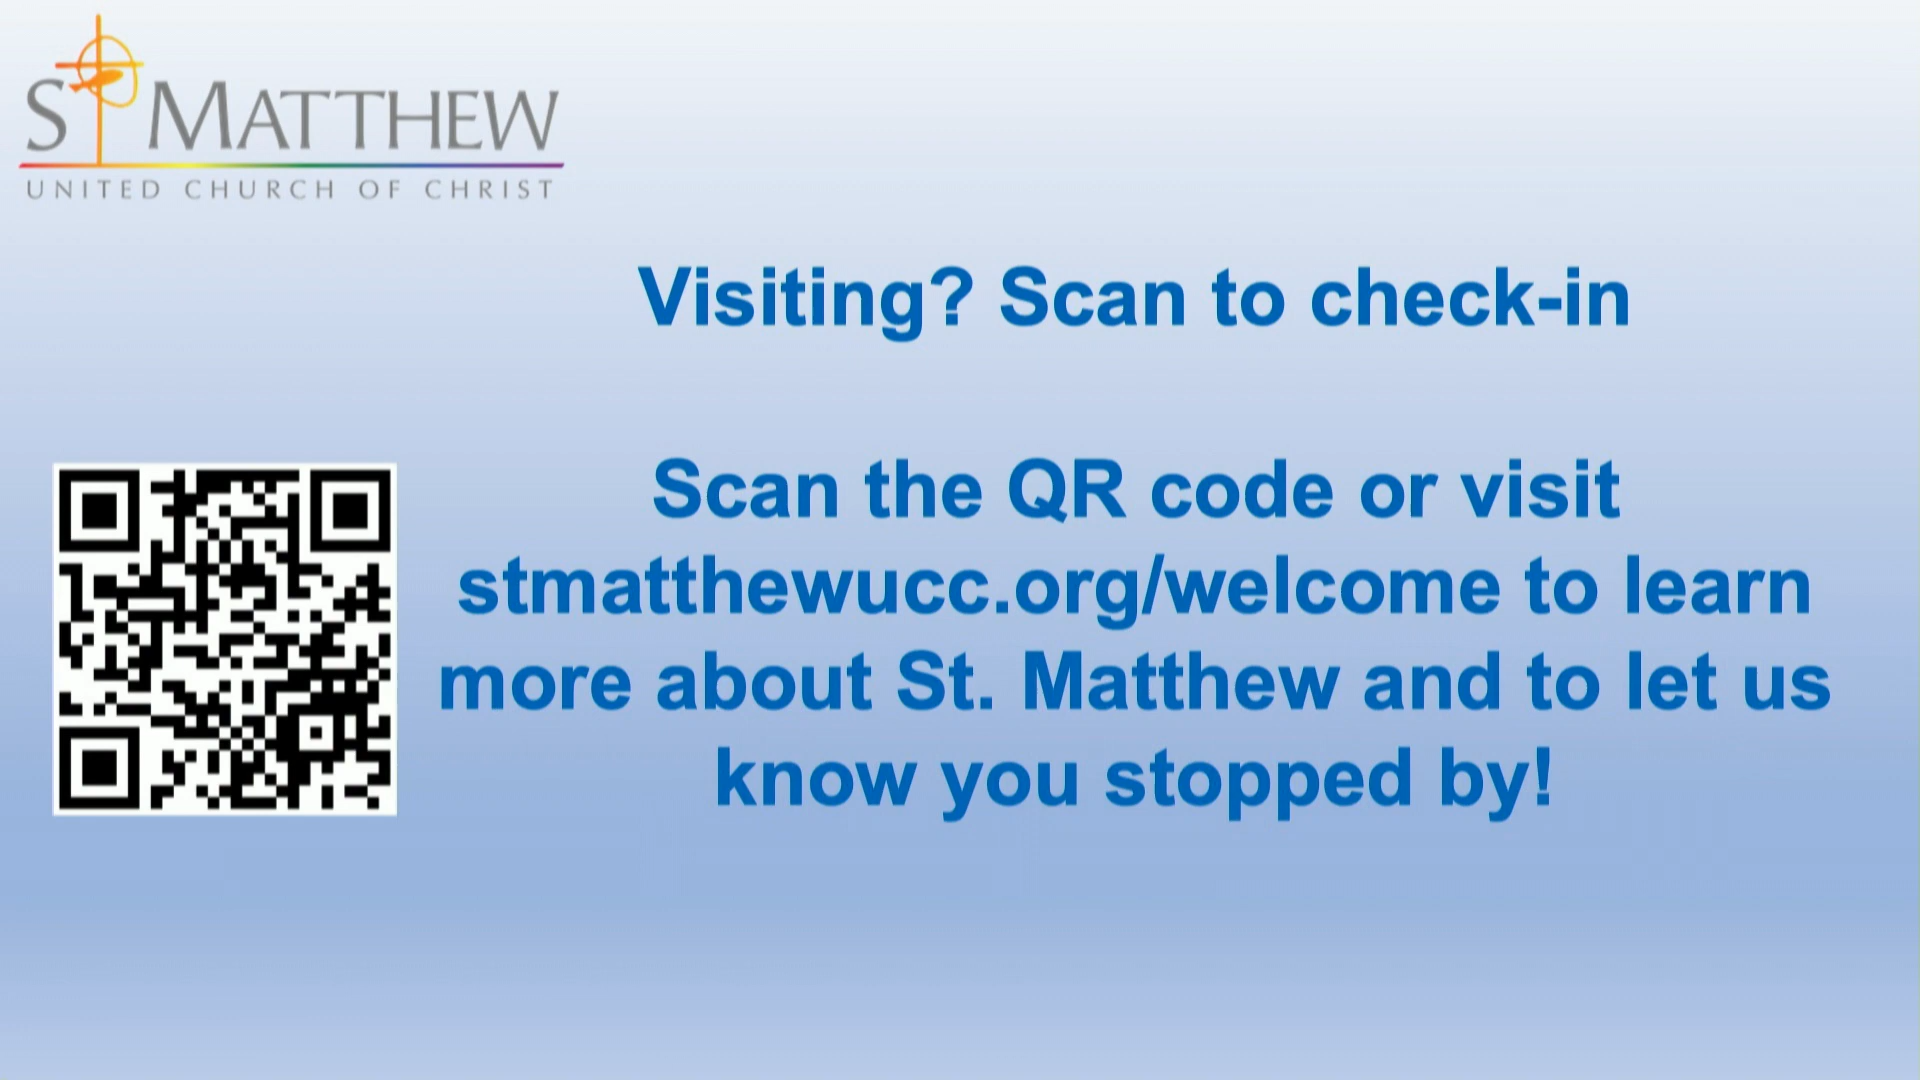 ST MATTHEW
UNITED CHURCH OF CHRIST
Visiting? Scan to check-in
Scan the QR code or visit
stmatthewucc.org/welcome to learn
more about St. Matthew and to let us
know you stopped by!